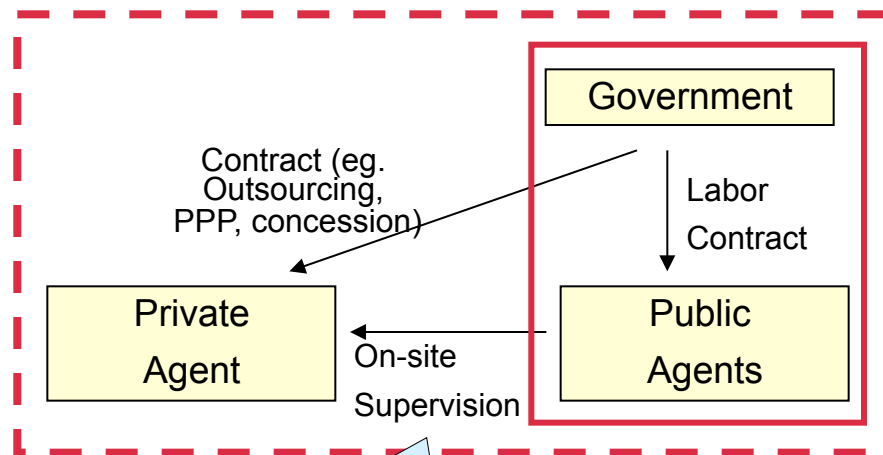 Government
Contract (eg.
Outsourcing,
PPP, concession)
Labor
Contract
Private
Agent
On-site
Supervision
Public
Agents